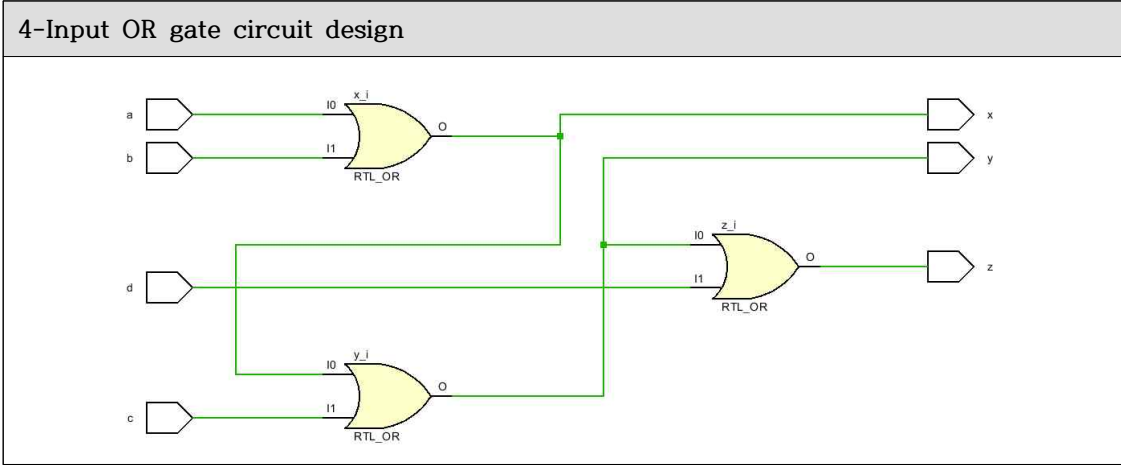 4-Input OR gate circuit design
x_i
a
I0
O
x
b
I1
y
RTL_OR
z_i
I0
O
z
d
I1
RTL_OR
y_i
I0
O
c
I1
RTL_OR